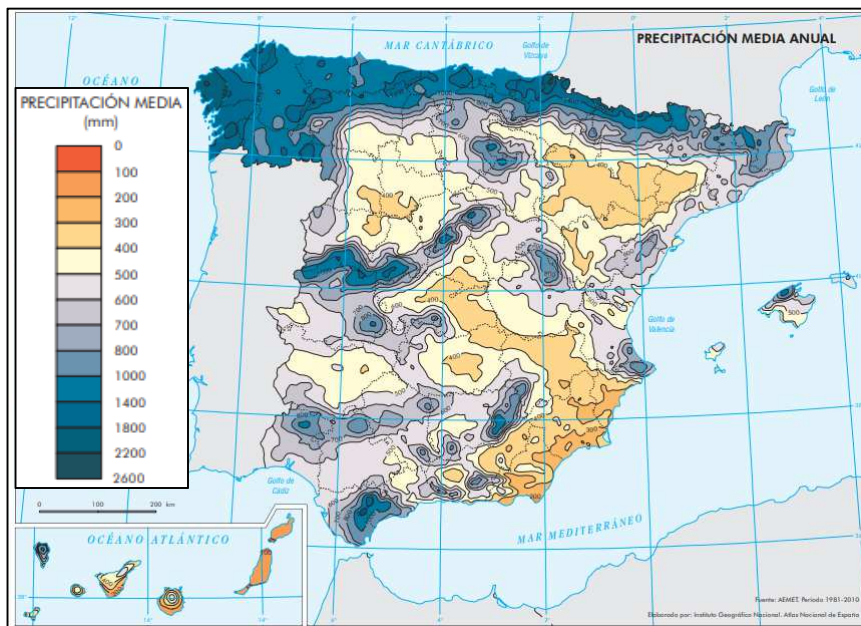 PRECIPITACIÓN MEDIA ANUAL
MAR CANTÁBRICO
Golfo de
Vizcaya
OCÉANO
Golfo de
León
PRECIPITACIÓN MEDIA
(mm)
0
100
200
300
400
500
600
700
800
1000
1400
1800
2200
2600
Golfo de
Valencia
Golfo de
Cádiz
0 100 200 km
MAR MEDITERRÁNEO
OCÉANO ATLÁNTICO
Fuente: AEMET. Periodo 1981-2010
Elaborado por: Instituto Geográfico Nacional. Atlas Nacional de España